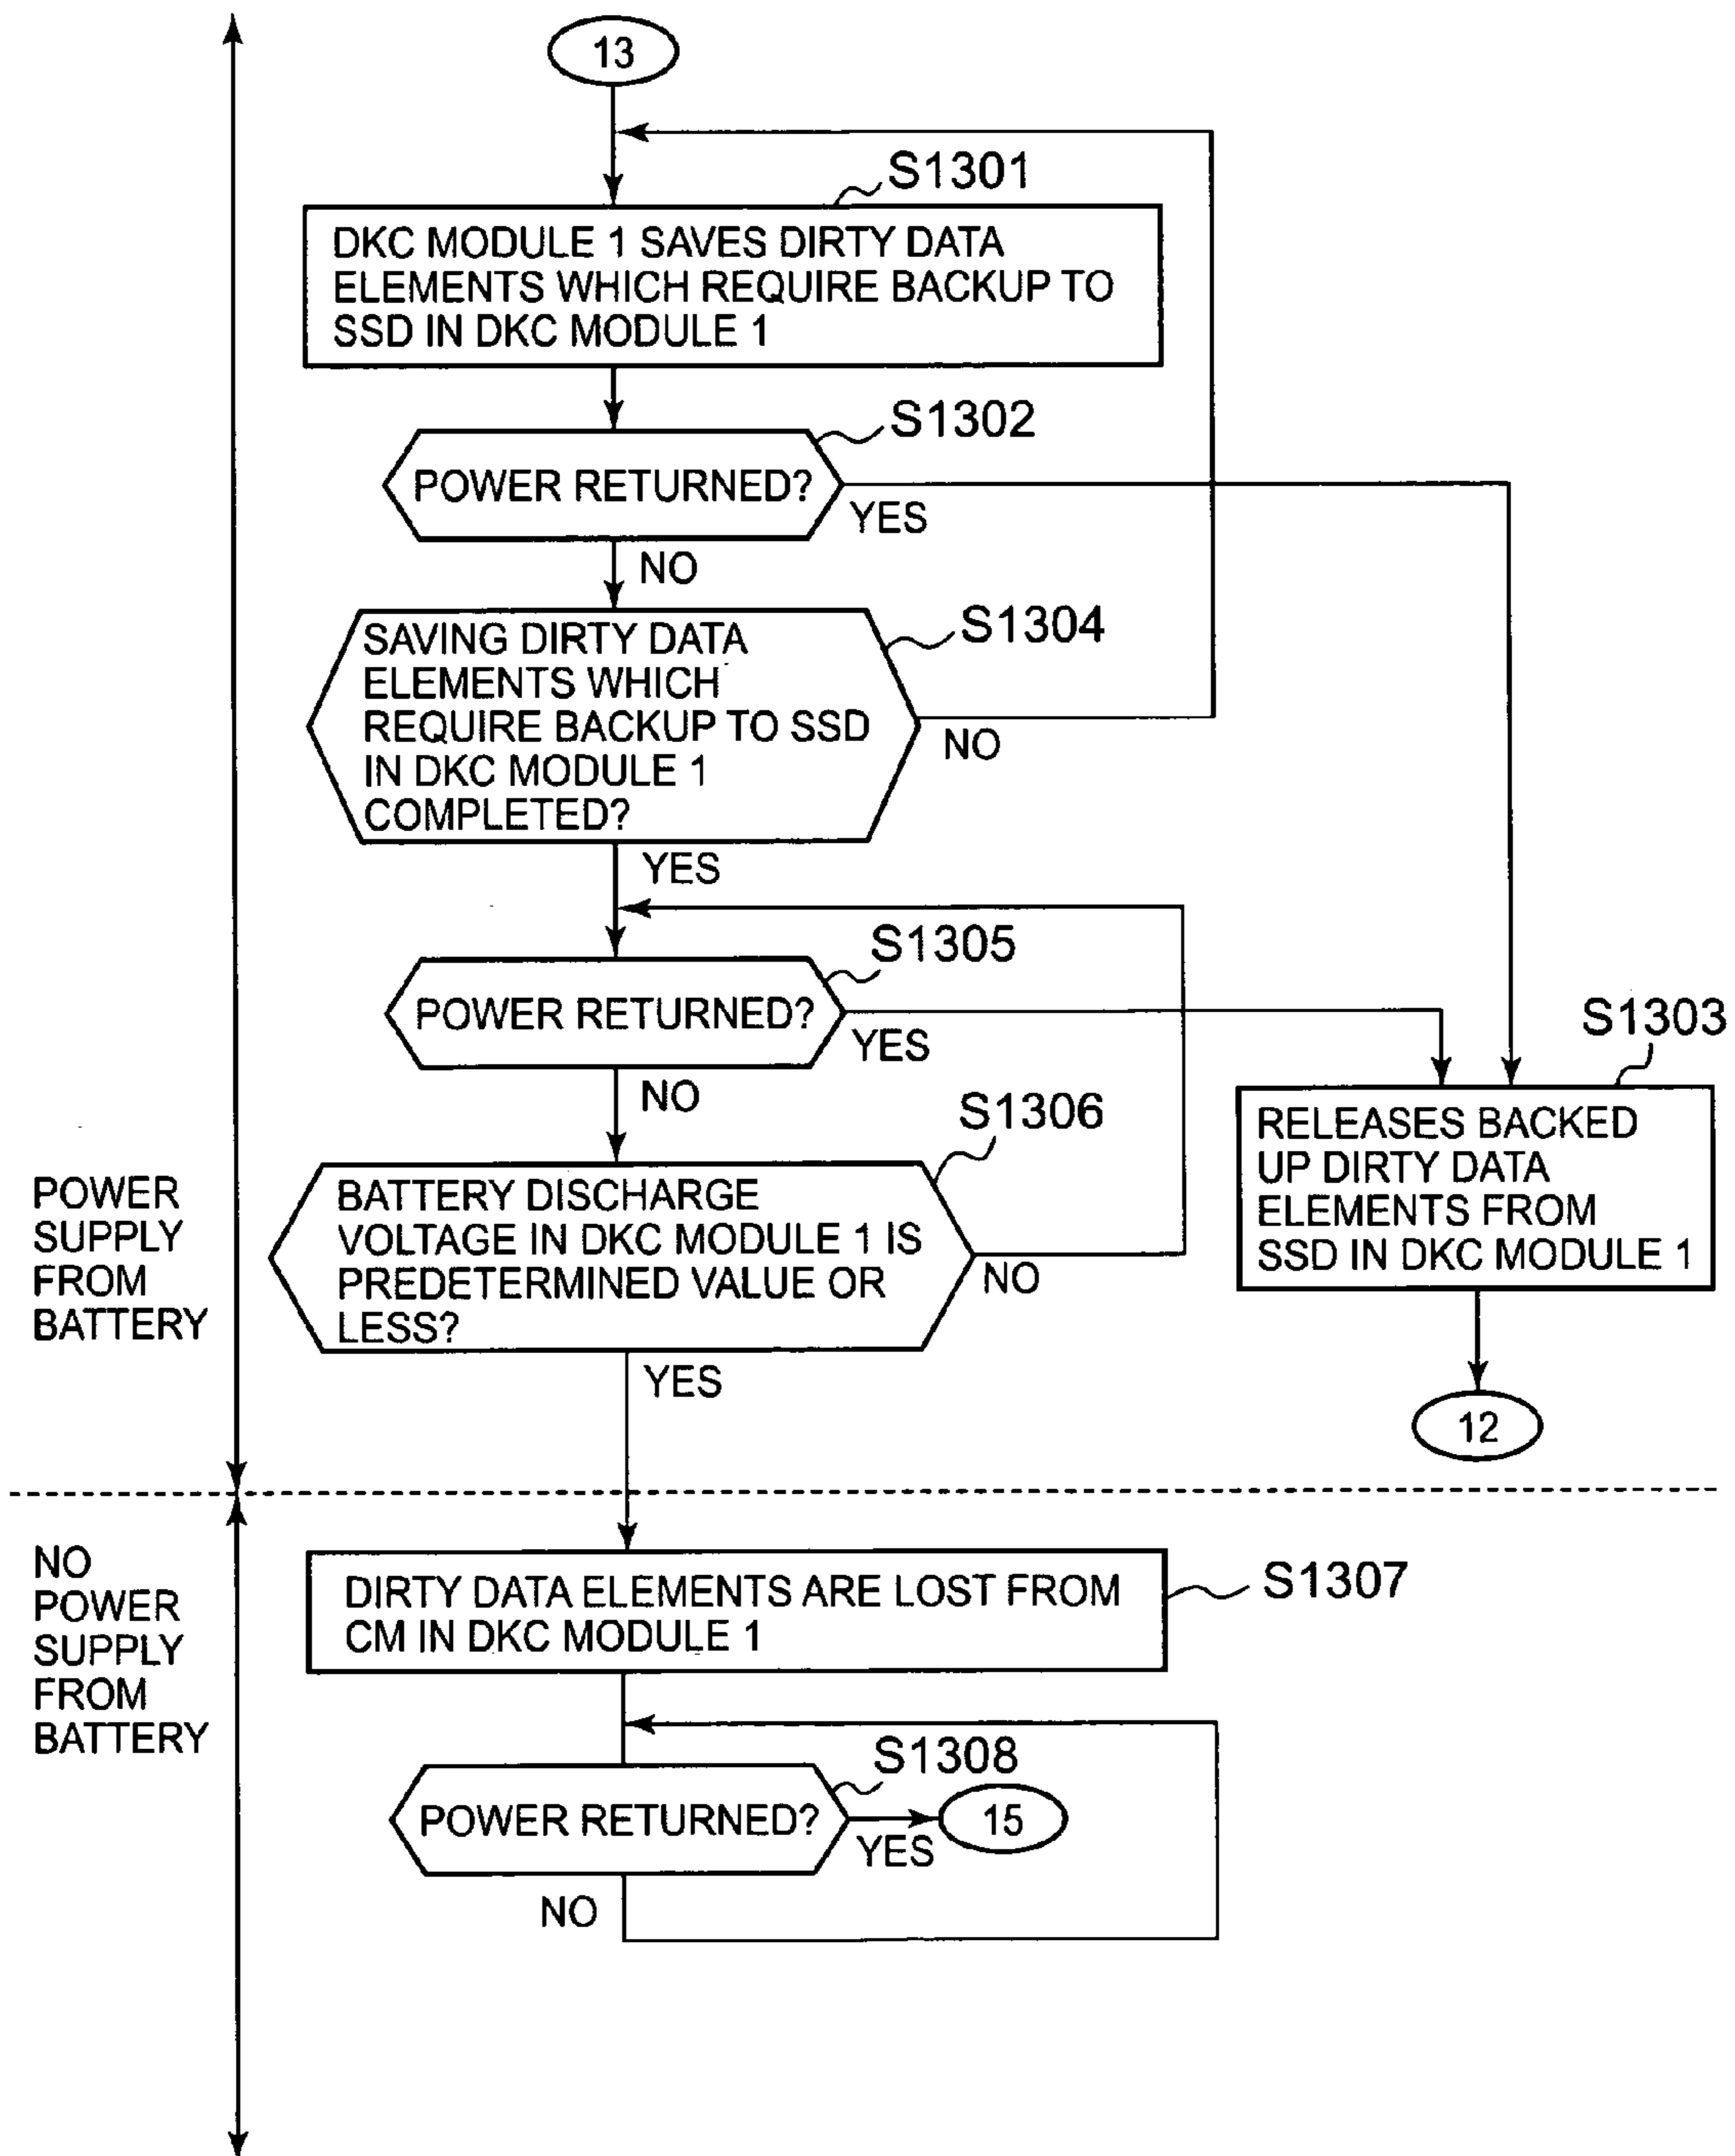 13
S1301
DKC MODULE 1 SAVES DIRTY DATA
ELEMENTS WHICH REQUIRE BACKUP TO
SSD IN DKC MODULE 1
S1302
POWER RETURNED?
YES
NO
S1304
SAVING DIRTY DATA
ELEMENTS WHICH
REQUIRE BACKUP TO SSD
IN DKC MODULE 1
COMPLETED?
NO
YES
S1305
POWER RETURNED?
YES
NO
S1303
RELEASES BACKED
UP DIRTY DATA
ELEMENTS FROM
SSD IN DKC MODULE 1
12
S1306
BATTERY DISCHARGE
VOLTAGE IN DKC MODULE 1 IS
PREDETERMINED VALUE OR
LESS?
NO
YES
POWER
SUPPLY
FROM
BATTERY
NO
POWER
SUPPLY
FROM
BATTERY
S1307
DIRTY DATA ELEMENTS ARE LOST FROM
CM IN DKC MODULE 1
S1308
POWER RETURNED?
YES
15
NO